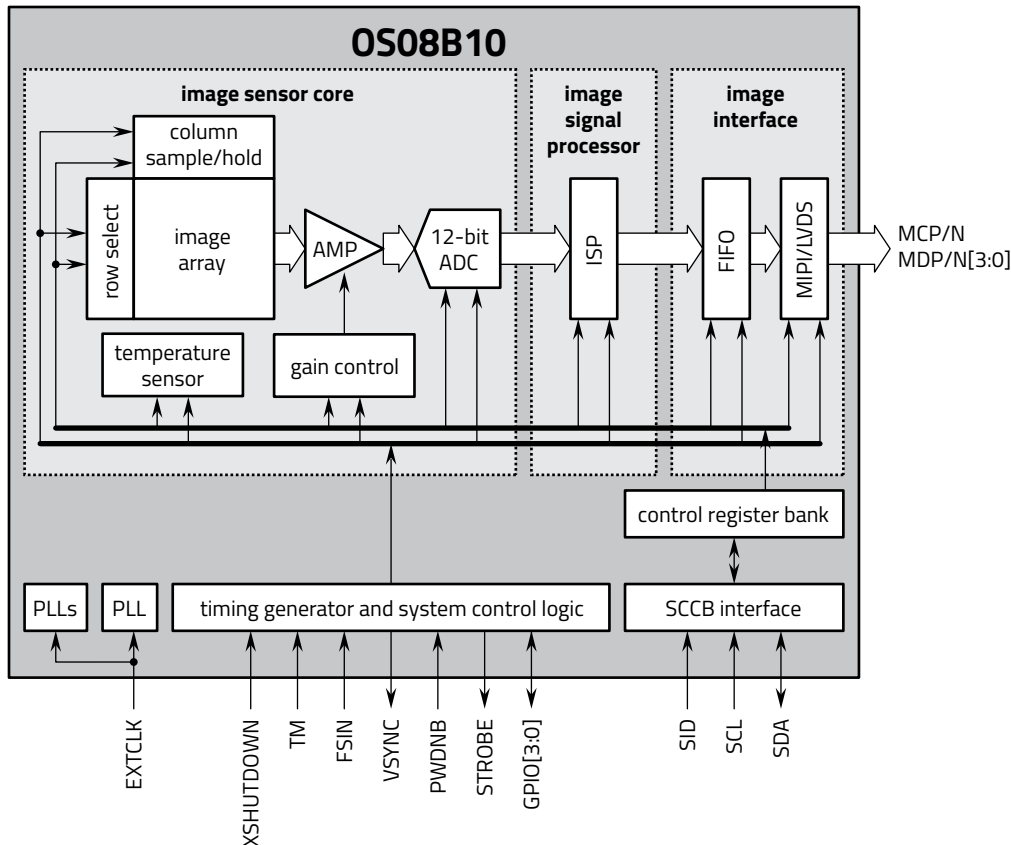 OS08B10
image sensor core
image
signal
processor
image
interface
column
sample/hold
row select
image
array
AMP
12-bit
ADC
ISP
FIFO
MIPI/LVDS
MCP/N
MDP/N[3:0]
temperature
sensor
gain control
control register bank
PLLs
PLL
timing generator and system control logic
SCCB interface
EXTCLK
XSHUTDOWN
TM
FSIN
VSYNC
PWDNB
STROBE
GPIO[3:0]
SID
SCL
SDA